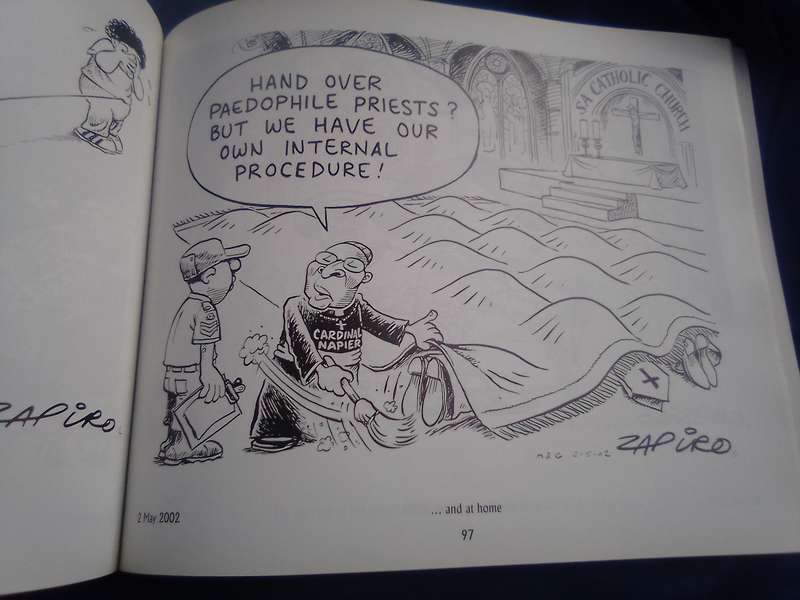 HAND OVER
PAEDOPHILE PRIESTS?
BUT WE HAVE OUR
OWN INTERNAL
PROCEDURE!
SA CATHOLIC CHURCH
CARDINAL
NAPIER
M&G 2-5-02 ZAPIRO
ZAPIRO
2 May 2002
... and at home
97